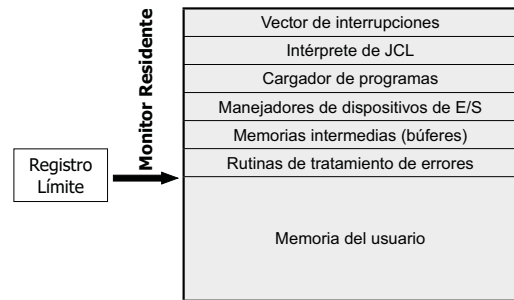 Monitor Residente
Vector de interrupciones
Intérprete de JCL
Cargador de programas
Manejadores de dispositivos de E/S
Memorias intermedias (búferes)
Rutinas de tratamiento de errores
Registro
Límite
Memoria del usuario